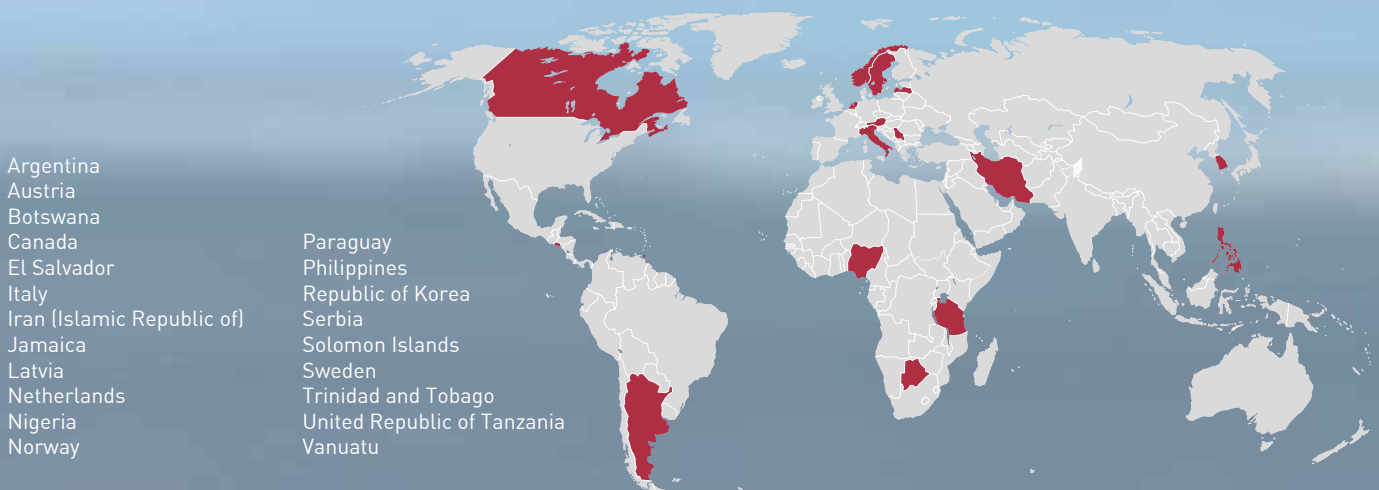 Argentina
Austria
Botswana
Canada
El Salvador
Italy
Iran (Islamic Republic of)
Jamaica
Latvia
Netherlands
Nigeria
Norway
Paraguay
Philippines
Republic of Korea
Serbia
Solomon Islands
Sweden
Trinidad and Tobago
United Republic of Tanzania
Vanuatu